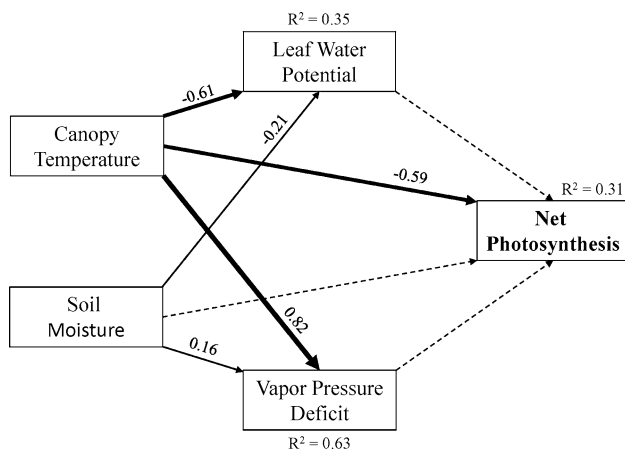 R² = 0.35
Leaf Water
Potential
-0.61
Canopy
Temperature
-0.21
-0.59
R² = 0.31
Net
Photosynthesis
Soil
Moisture
0.82
0.16
Vapor Pressure
Deficit
R² = 0.63